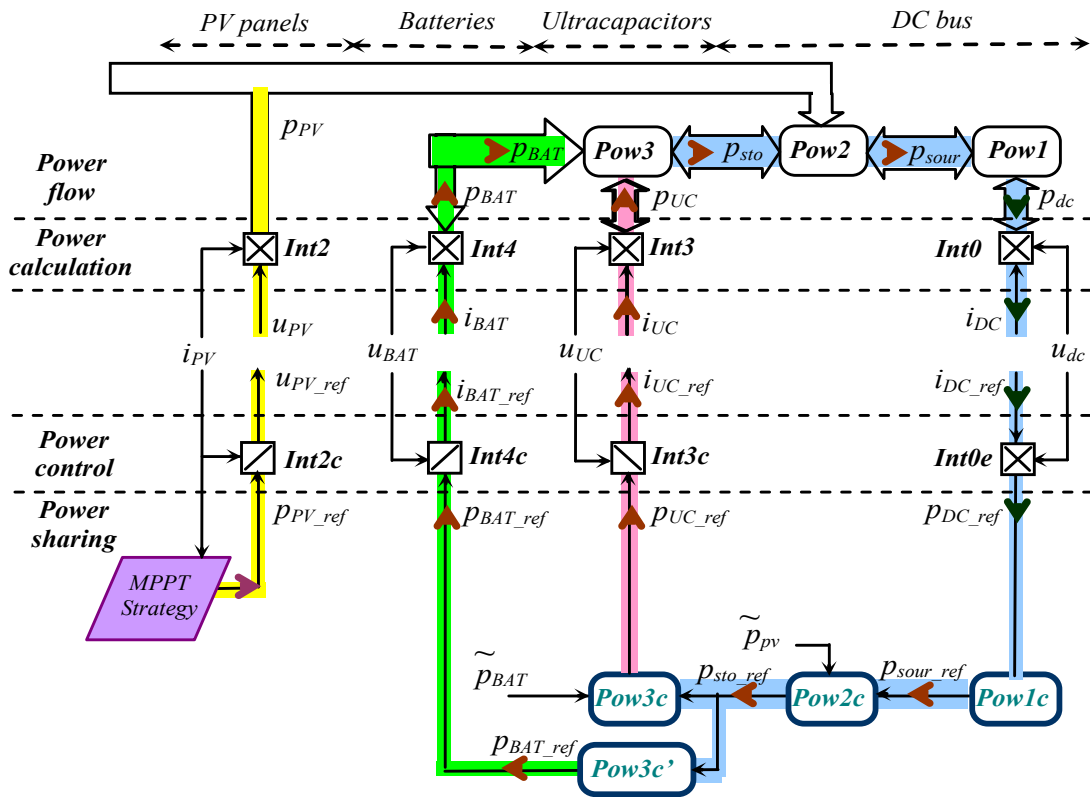 PV panels Batteries Ultracapacitors DC bus
p_PV
Power flow
p_BAT Pow3 p_sto Pow2 p_sour Pow1
p_BAT p_UC p_dc
Power calculation
Int2 Int4 Int3 Int0
u_PV i_BAT i_UC i_DC
i_PV u_BAT u_UC u_dc
u_PV_ref i_BAT_ref i_UC_ref i_DC_ref
Power control
Int2c Int4c Int3c Int0e
Power sharing
p_PV_ref p_BAT_ref p_UC_ref p_DC_ref
MPPT
Strategy
p̃_BAT p̃_pv
p_sto_ref p_sour_ref
Pow3c Pow2c Pow1c
p_BAT_ref Pow3c’